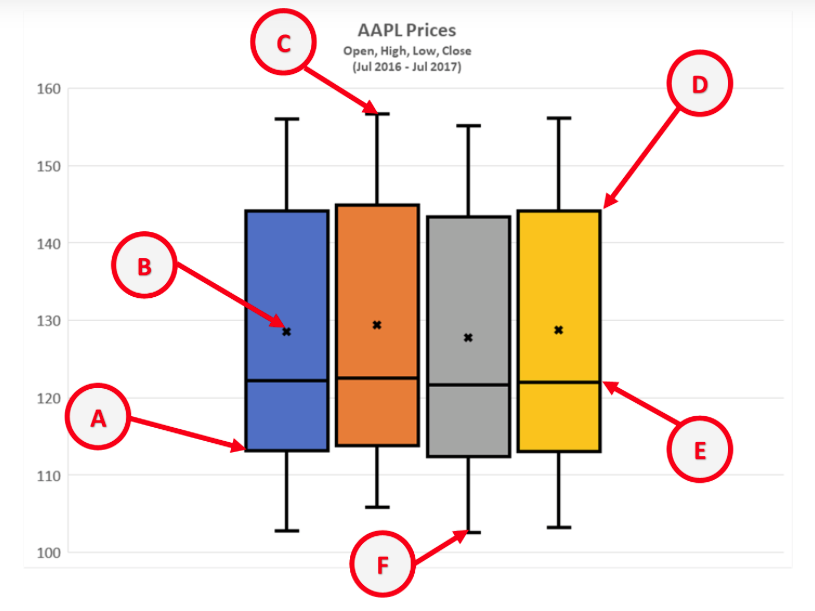 AAPL Prices
Open, High, Low, Close
(Jul 2016 - Jul 2017)
C
D
160
150
140
B
130
120
A
110
E
100
F